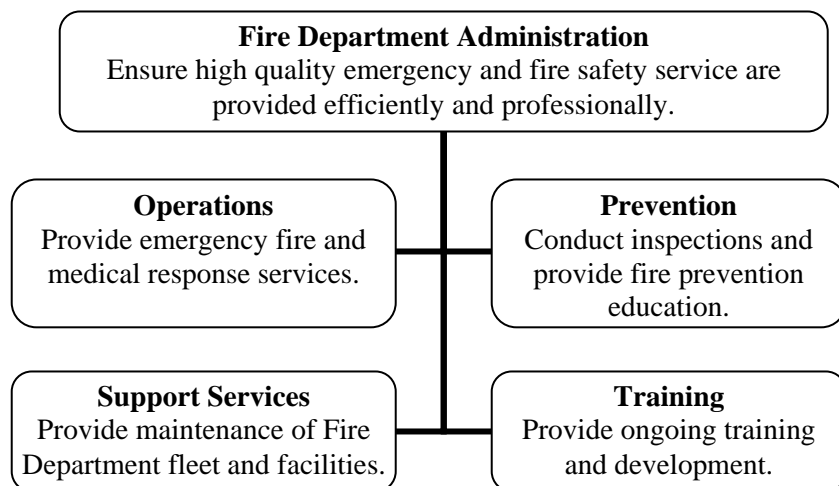 Fire Department Administration
Ensure high quality emergency and fire safety service are
provided efficiently and professionally.
Operations
Provide emergency fire and
medical response services.
Prevention
Conduct inspections and
provide fire prevention
education.
Support Services
Provide maintenance of Fire
Department fleet and facilities.
Training
Provide ongoing training
and development.